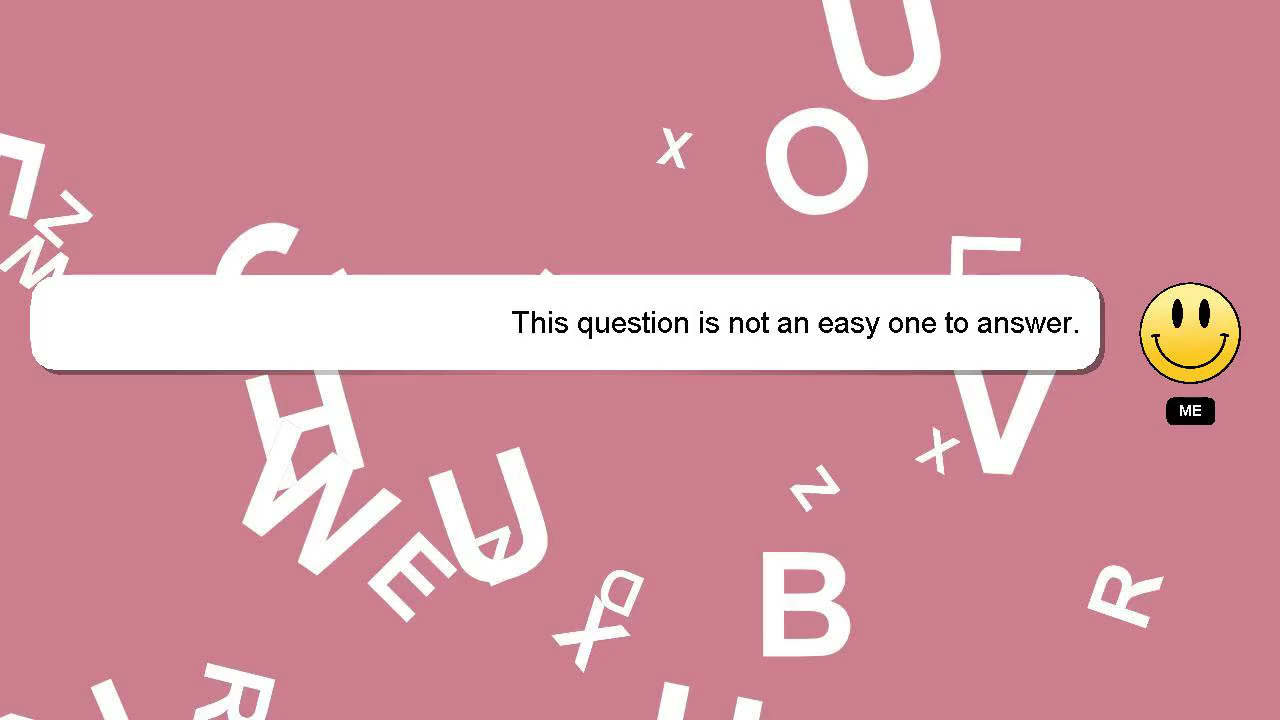 This question is not an easy one to answer.
ME
U
O
X
Z
M
C
V
X
H
W
U
E
Z
Z
D
X
B
R
R